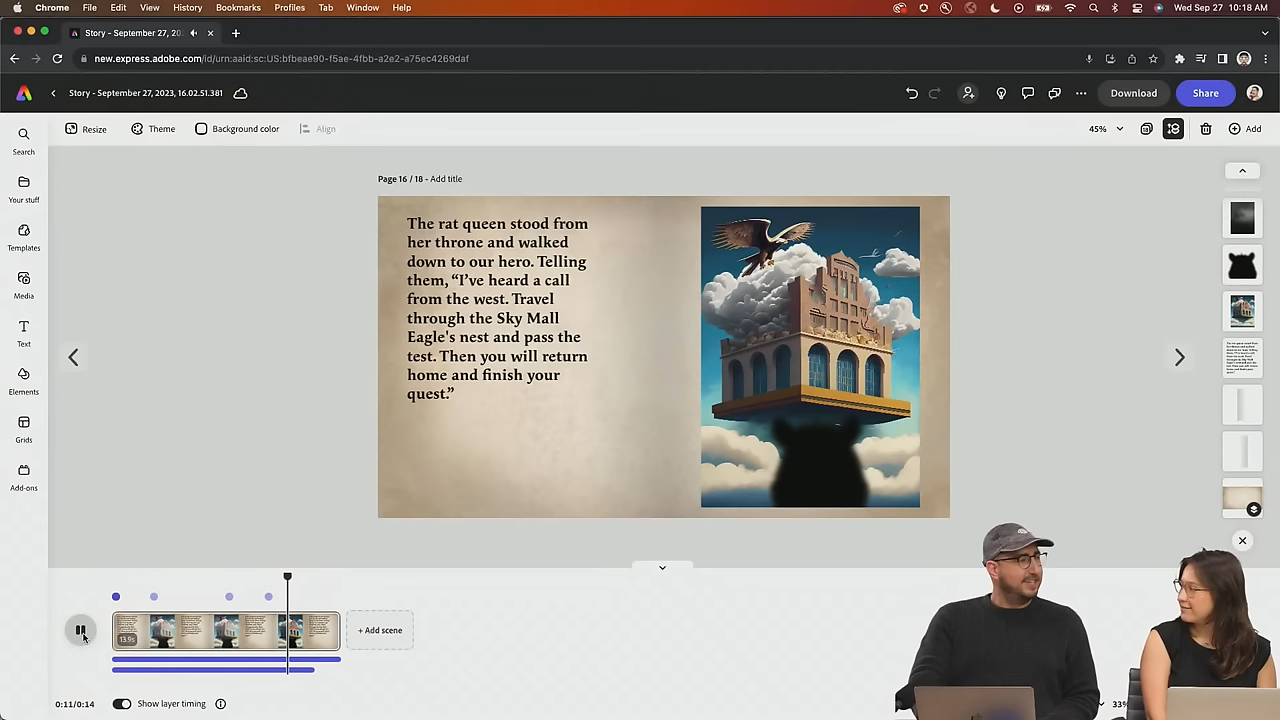 Chrome File Edit View History Bookmarks Profiles Tab Window Help
Wed Sep 27 10:18 AM
Story - September 27, 20
new.express.adobe.com/id/urn:aaid:sc:US:bfbeae90-f5ae-4fbb-a2e2-a75ec4269daf
Story - September 27, 2023, 16.02.51.381
Download
Share
Resize
Theme
Background color
Align
45%
Add
Search
Your stuff
Templates
Media
Text
Elements
Grids
Add-ons
Page 16 / 18 - Add title
The rat queen stood from
her throne and walked
down to our hero. Telling
them, “I’ve heard a call
from the west. Travel
through the Sky Mall
Eagle's nest and pass the
test. Then you will return
home and finish your
quest.”
13.9s
+ Add scene
0:11/0:14
Show layer timing
33%